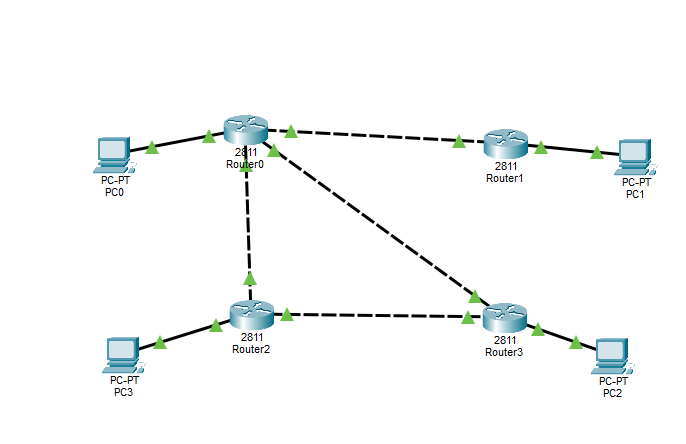 2811
Router0
PC-PT
PC0
2811
Router1
PC-PT
PC1
2811
Router2
2811
Router3
PC-PT
PC3
PC-PT
PC2